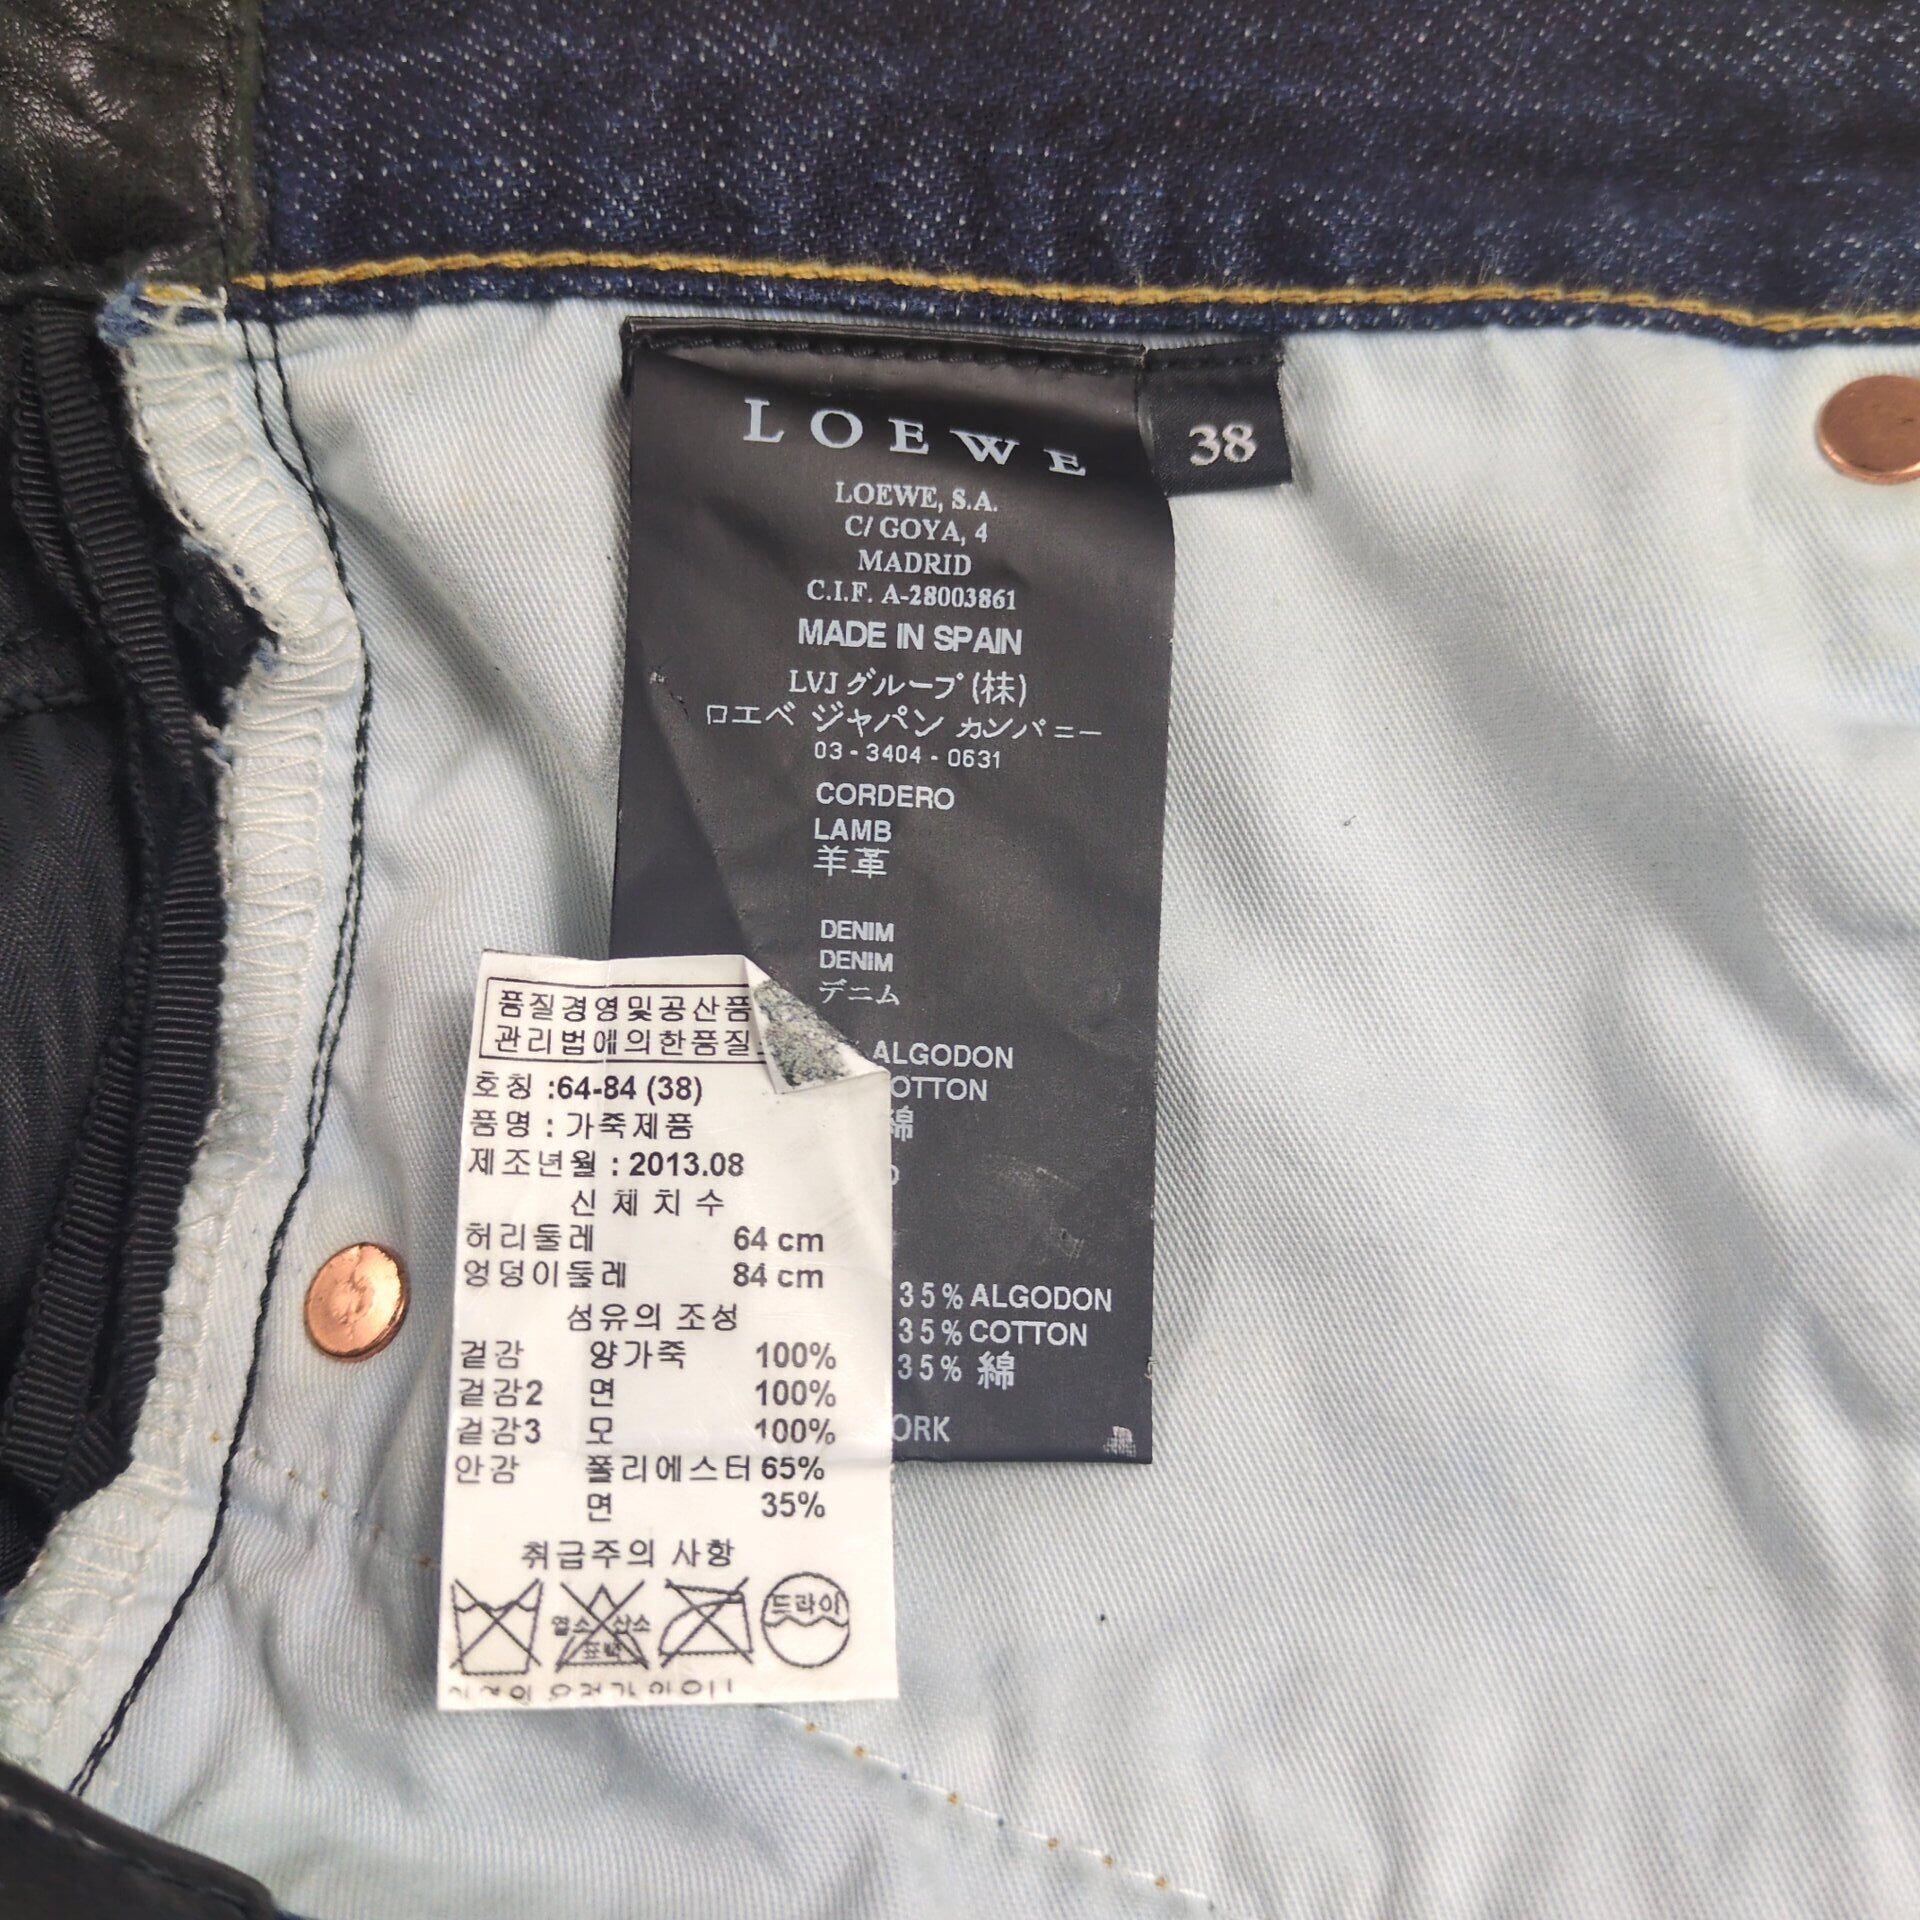 LOEWE
38
LOEWE, S.A.
C/ GOYA, 4
MADRID
C.I.F. A-28003861
MADE IN SPAIN
LVJ グループ (株)
ロエベ ジャパン カンパニー
03 - 3404 - 0631
CORDERO
LAMB
羊革
DENIM
DENIM
デニム
ALGODON
OTTON
綿
35% ALGODON
35% COTTON
35% 綿
ORK
품질경영및공산품
관리법에의한품질
호칭 :64-84 (38)
품명 : 가죽제품
제조년월 : 2013.08
신 체 치 수
허리둘레 64 cm
엉덩이둘레 84 cm
섬유의 조성
겉감 양가죽 100%
겉감2 면 100%
겉감3 모 100%
안감 폴리에스터 65%
면 35%
취급주의 사항
염소 산소
표백
드라이